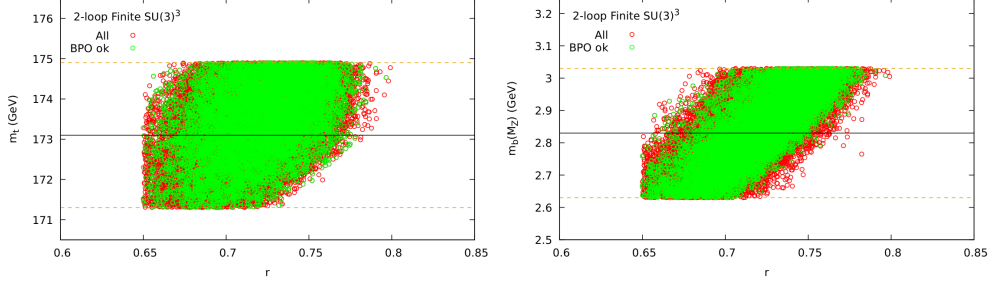 2-loop Finite SU(3)³
All
BPO ok
176
175
174
173
172
171
m_t (GeV)
0.6 0.65 0.7 0.75 0.8 0.85
r
2-loop Finite SU(3)³
All
BPO ok
3.2
3.1
3
2.9
2.8
2.7
2.6
2.5
m_b(M_Z) (GeV)
0.6 0.65 0.7 0.75 0.8 0.85
r